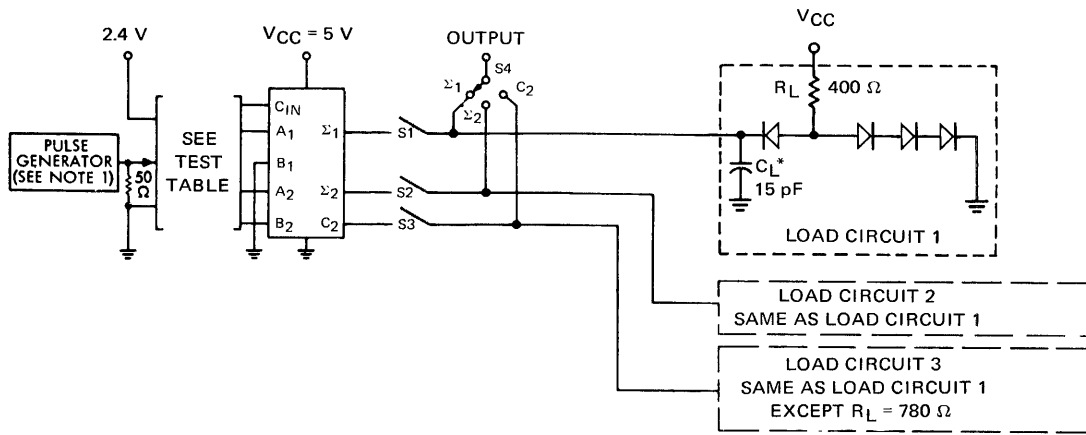 2.4 V
VCC = 5 V
OUTPUT
VCC
S4
Σ1
C2
Σ2
RL
400 Ω
CIN
A1
Σ1
S1
PULSE
GENERATOR
(SEE NOTE 1)
50
Ω
SEE
TEST
TABLE
B1
CL*
15 pF
A2
Σ2
S2
B2
C2
S3
LOAD CIRCUIT 1
LOAD CIRCUIT 2
SAME AS LOAD CIRCUIT 1
LOAD CIRCUIT 3
SAME AS LOAD CIRCUIT 1
EXCEPT RL = 780 Ω